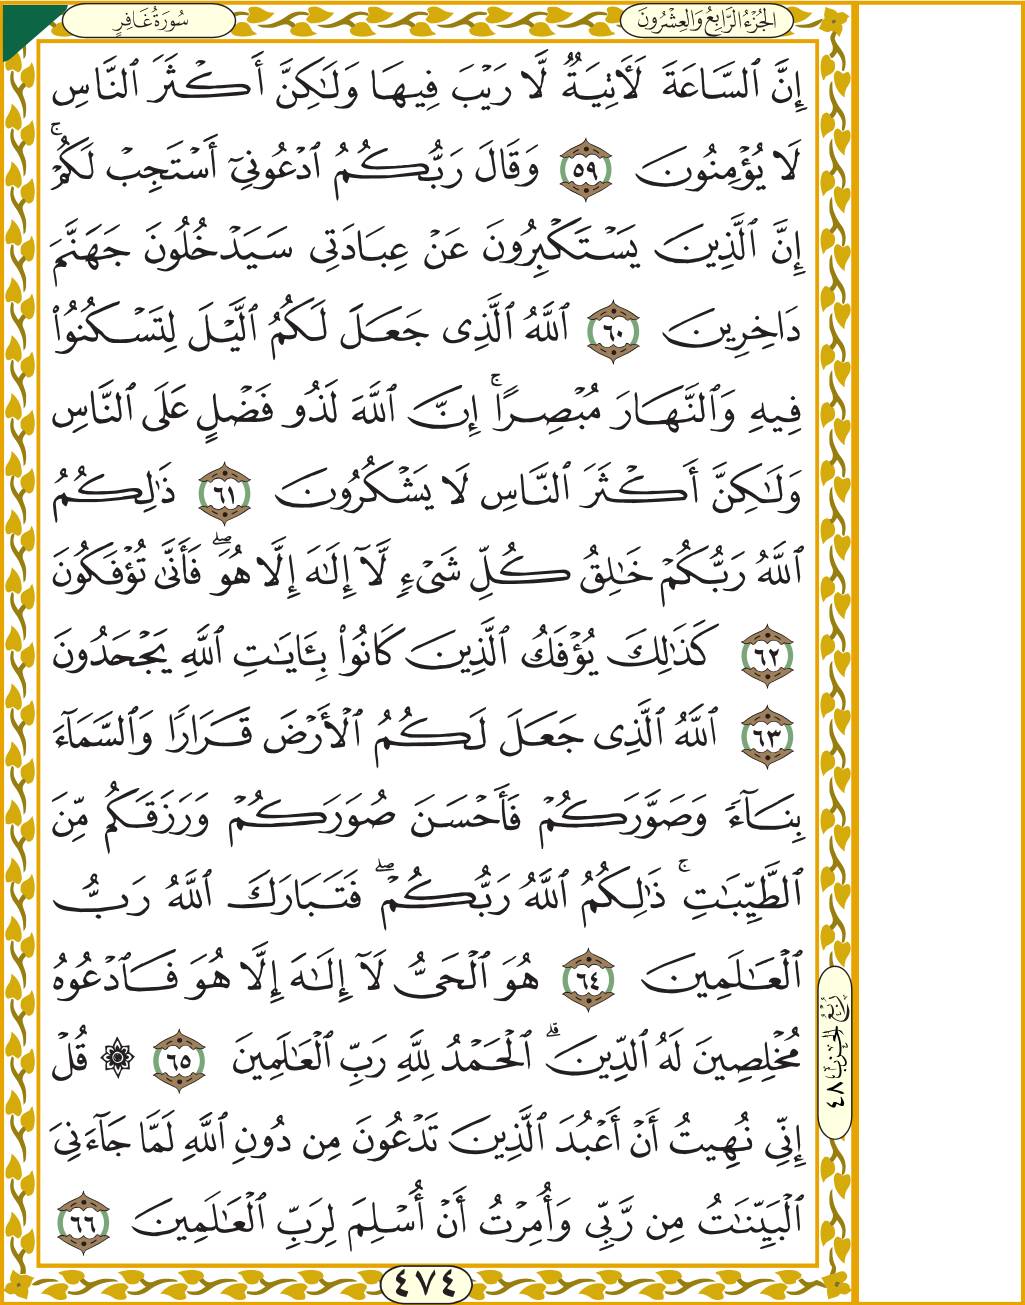 الجُزْءُ الرَّابِعُ وَالعِشْرُونَ
سُورَةُ غَافِرٍ
إِنَّ ٱلسَّاعَةَ لَأٓتِيَةٌ لَّا رَيۡبَ فِيهَا وَلَٰكِنَّ أَكۡثَرَ ٱلنَّاسِ
لَا يُؤۡمِنُونَ ٥٩ وَقَالَ رَبُّكُمُ ٱدۡعُونِيٓ أَسۡتَجِبۡ لَكُمۡۚ
إِنَّ ٱلَّذِينَ يَسۡتَكۡبِرُونَ عَنۡ عِبَادَتِي سَيَدۡخُلُونَ جَهَنَّمَ
دَاخِرِينَ ٦٠ ٱللَّهُ ٱلَّذِي جَعَلَ لَكُمُ ٱلَّيۡلَ لِتَسۡكُنُواْ
فِيهِ وَٱلنَّهَارَ مُبۡصِرًاۚ إِنَّ ٱللَّهَ لَذُو فَضۡلٍ عَلَى ٱلنَّاسِ
وَلَٰكِنَّ أَكۡثَرَ ٱلنَّاسِ لَا يَشۡكُرُونَ ٦١ ذَٰلِكُمُ
ٱللَّهُ رَبُّكُمۡ خَٰلِقُ كُلِّ شَيۡءٖ لَّآ إِلَٰهَ إِلَّا هُوَۖ فَأَنَّىٰ تُؤۡفَكُونَ
٦٢ كَذَٰلِكَ يُؤۡفَكُ ٱلَّذِينَ كَانُواْ بِـَٔايَٰتِ ٱللَّهِ يَجۡحَدُونَ
٦٣ ٱللَّهُ ٱلَّذِي جَعَلَ لَكُمُ ٱلۡأَرۡضَ قَرَارٗا وَٱلسَّمَآءَ
بِنَآءٗ وَصَوَّرَكُمۡ فَأَحۡسَنَ صُوَرَكُمۡ وَرَزَقَكُم مِّنَ
ٱلطَّيِّبَٰتِۚ ذَٰلِكُمُ ٱللَّهُ رَبُّكُمۡۖ فَتَبَارَكَ ٱللَّهُ رَبُّ
ٱلۡعَٰلَمِينَ ٦٤ هُوَ ٱلۡحَيُّ لَآ إِلَٰهَ إِلَّا هُوَ فَٱدۡعُوهُ
مُخۡلِصِينَ لَهُ ٱلدِّينَۗ ٱلۡحَمۡدُ لِلَّهِ رَبِّ ٱلۡعَٰلَمِينَ ٦٥ ۞ قُلۡ
إِنِّي نُهِيتُ أَنۡ أَعۡبُدَ ٱلَّذِينَ تَدۡعُونَ مِن دُونِ ٱللَّهِ لَمَّا جَآءَنِيَ
ٱلۡبَيِّنَٰتُ مِن رَّبِّي وَأُمِرۡتُ أَنۡ أُسۡلِمَ لِرَبِّ ٱلۡعَٰلَمِينَ ٦٦
رُبْعُ الحِزْب ٤٨
٤٧٤